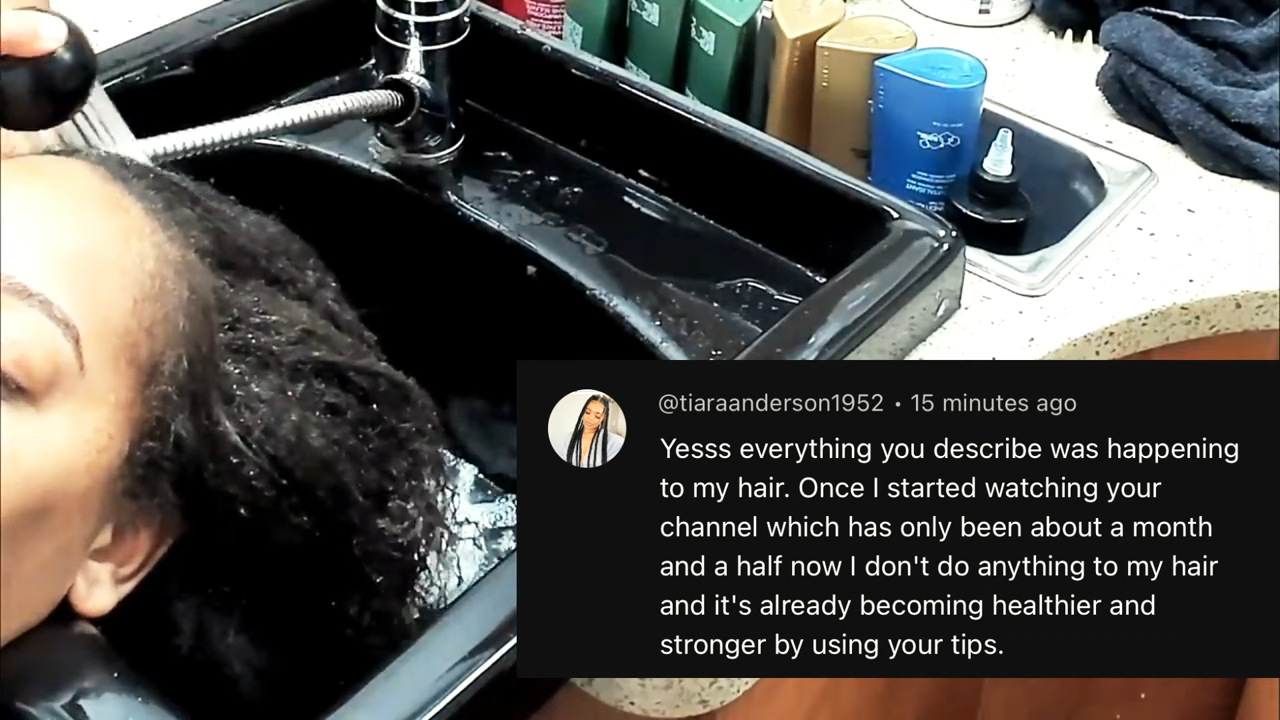 @tiaraanderson1952 • 15 minutes ago
Yesss everything you describe was happening
to my hair. Once I started watching your
channel which has only been about a month
and a half now I don't do anything to my hair
and it's already becoming healthier and
stronger by using your tips.